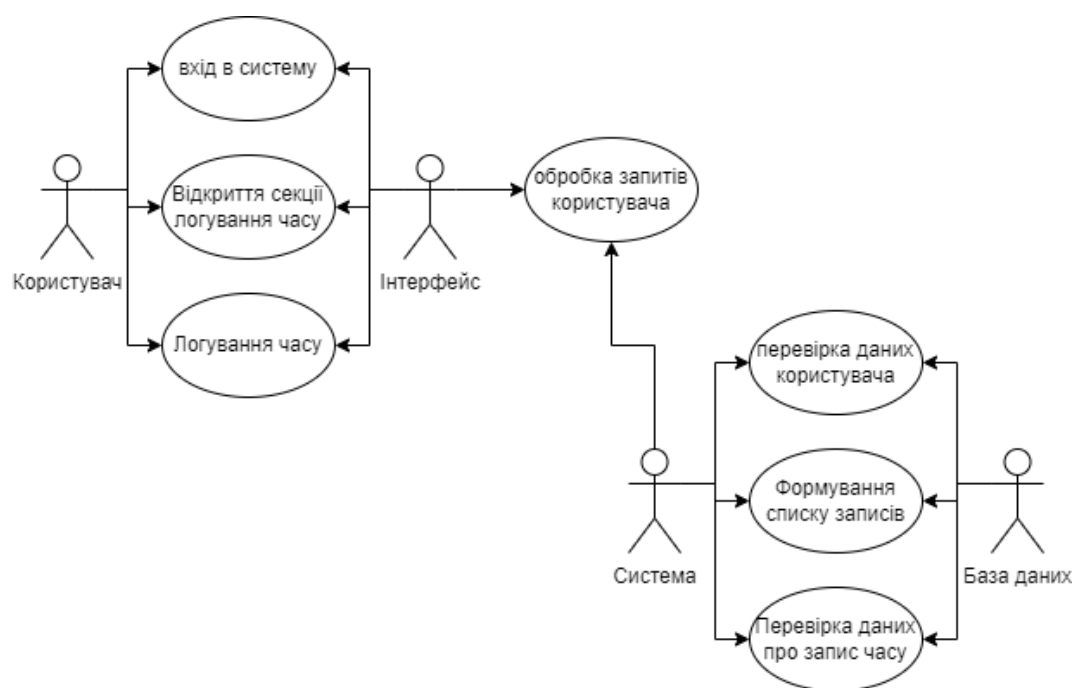 вхід в систему
Відкриття секції
логування часу
обробка запитів
користувача
Користувач
Інтерфейс
Логування часу
перевірка даних
користувача
Формування
списку записів
Система
База даних
Перевірка даних
про запис часу